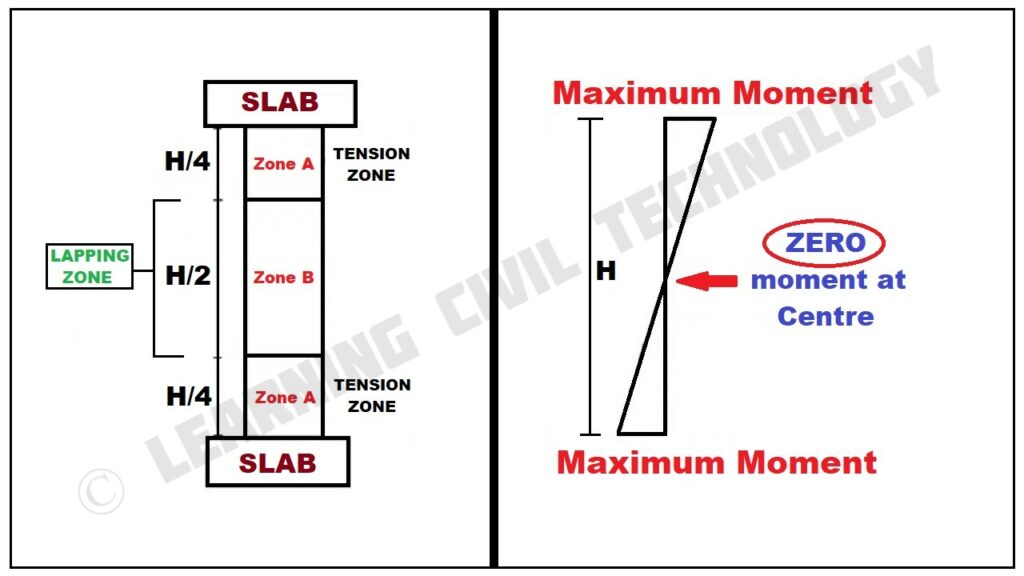 SLAB
H/4
Zone A
TENSION
ZONE
LAPPING
ZONE
H/2
Zone B
H/4
Zone A
TENSION
ZONE
SLAB
Maximum Moment
H
ZERO
moment at
Centre
Maximum Moment
© LEARNING CIVIL TECHNOLOGY